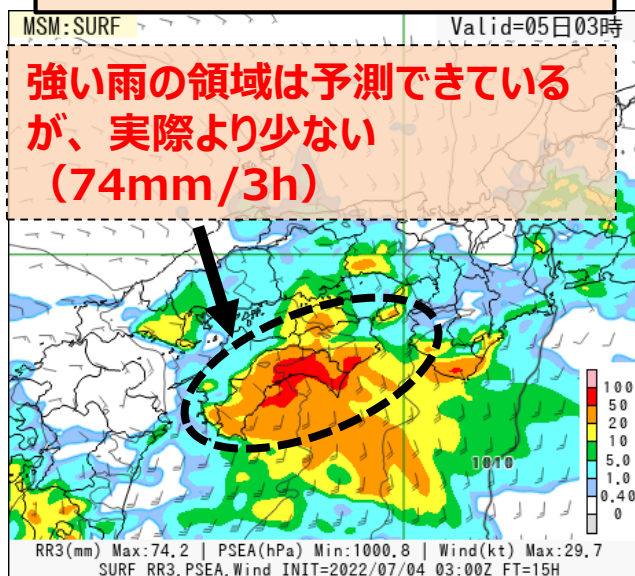 MSM:SURF
Valid=05日03時
強い雨の領域は予測できている
が、実際より少ない
（74mm/3h）
1010
100
50
20
10
5.0
1.0
0.40
0
RR3(mm) Max:74.2 | PSEA(hPa) Min:1000.8 | Wind(kt) Max:29.7
SURF RR3,PSEA,Wind INIT=2022/07/04 03:00Z FT=15H